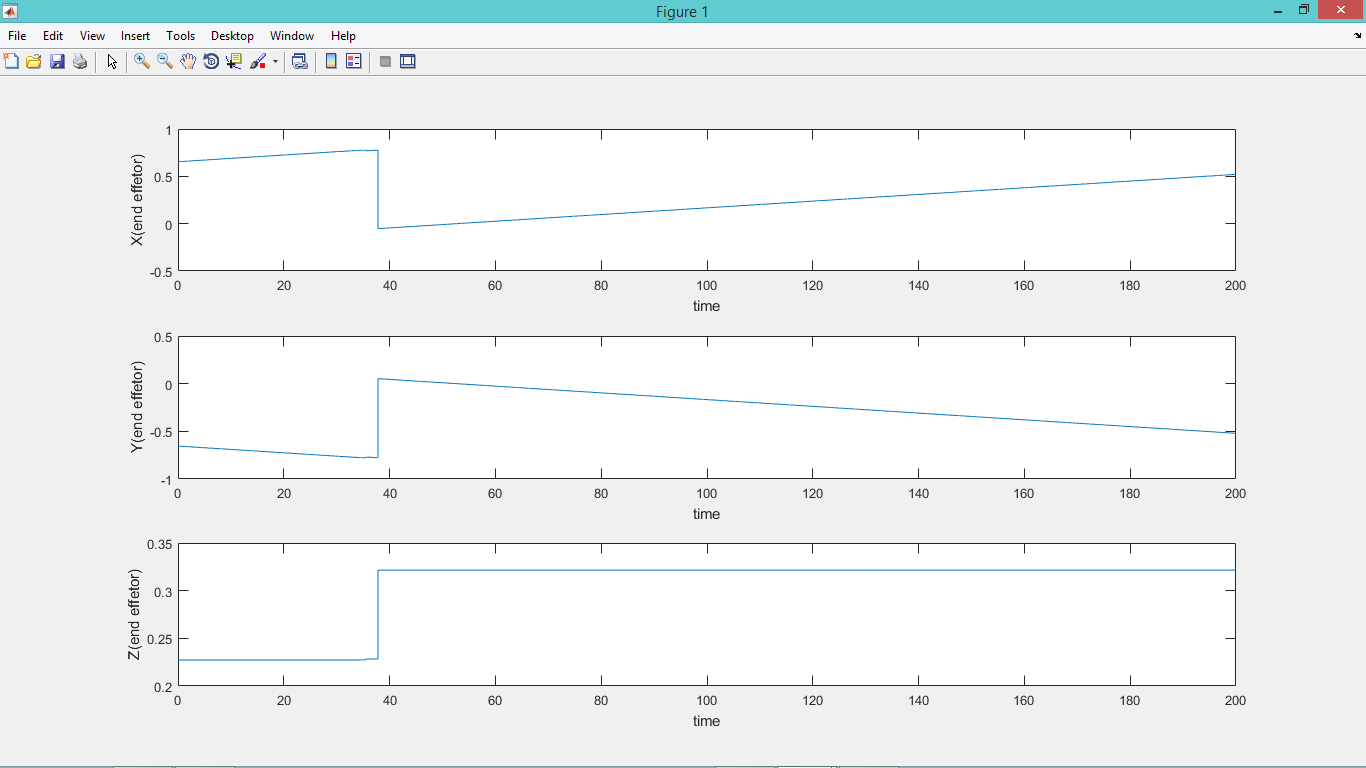 Figure 1
File Edit View Insert Tools Desktop Window Help
X(end effetor)
1
0.5
0
-0.5
0 20 40 60 80 100 120 140 160 180 200
time
Y(end effetor)
0.5
0
-0.5
-1
0 20 40 60 80 100 120 140 160 180 200
time
Z(end effetor)
0.35
0.3
0.25
0.2
0 20 40 60 80 100 120 140 160 180 200
time